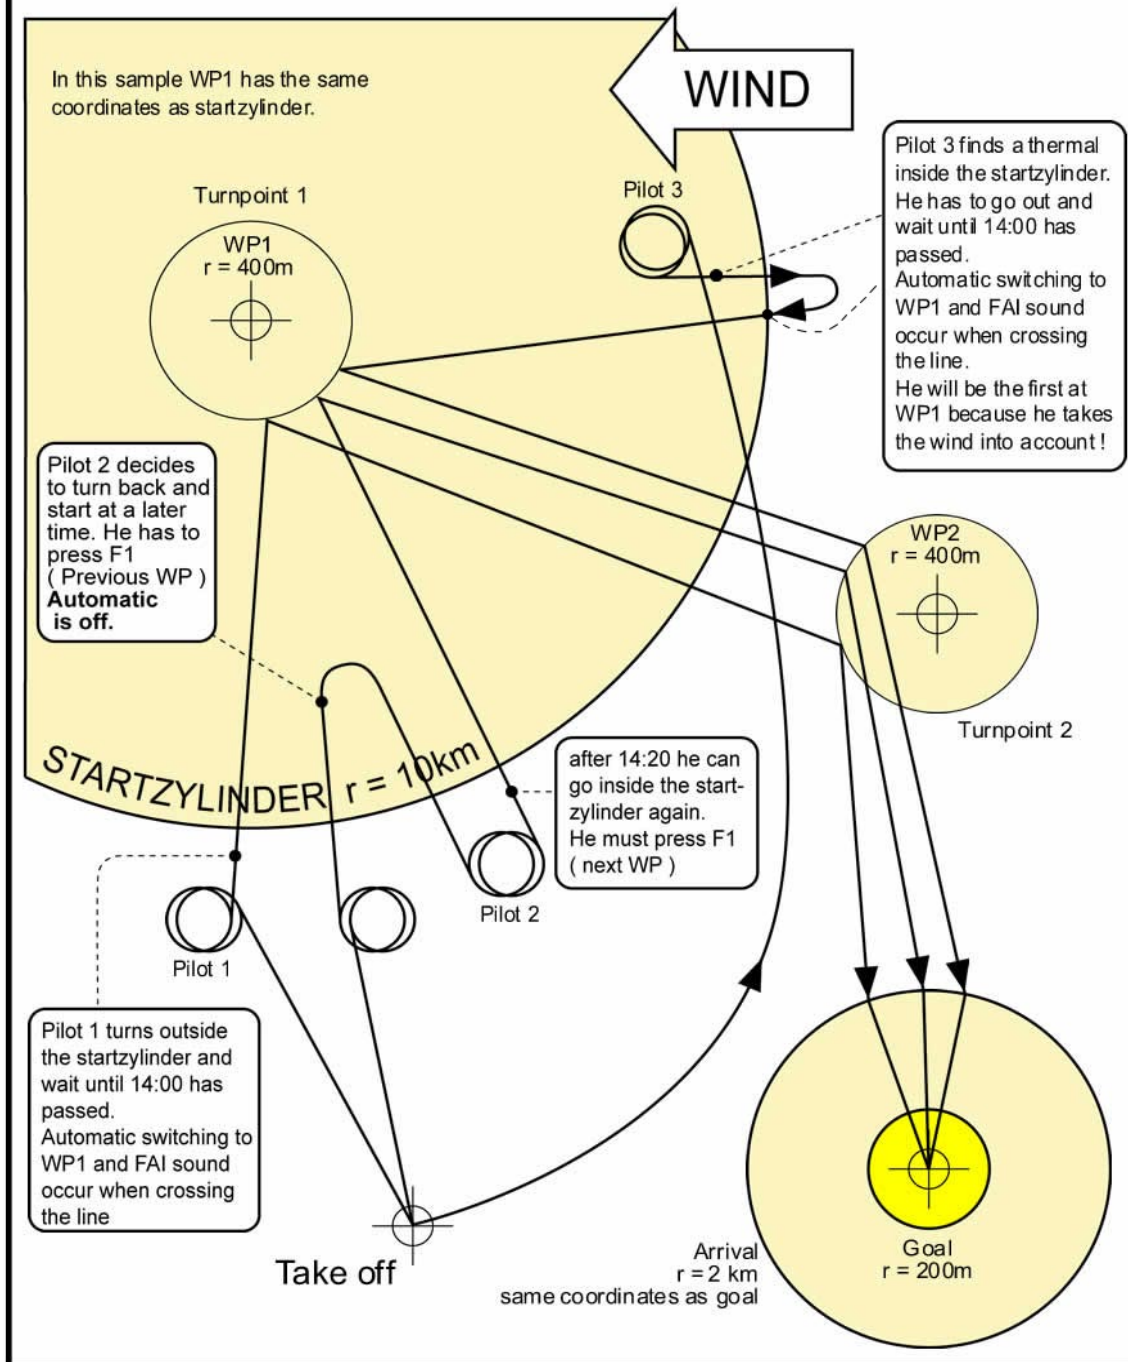 In this sample WP1 has the same
coordinates as startzylinder.
WIND
Pilot 3 finds a thermal
inside the startzylinder.
He has to go out and
wait until 14:00 has
passed.
Automatic switching to
WP1 and FAI sound
occur when crossing
the line.
He will be the first at
WP1 because he takes
the wind into account !
Pilot 3
Turnpoint 1
WP1
r = 400m
Pilot 2 decides
to turn back and
start at a later
time. He has to
press F1
( Previous WP )
Automatic
is off.
WP2
r = 400m
Turnpoint 2
STARTZYLINDER r = 10km
after 14:20 he can
go inside the start-
zylinder again.
He must press F1
( next WP )
Pilot 2
Pilot 1
Pilot 1 turns outside
the startzylinder and
wait until 14:00 has
passed.
Automatic switching to
WP1 and FAI sound
occur when crossing
the line
Take off
Arrival
r = 2 km
same coordinates as goal
Goal
r = 200m